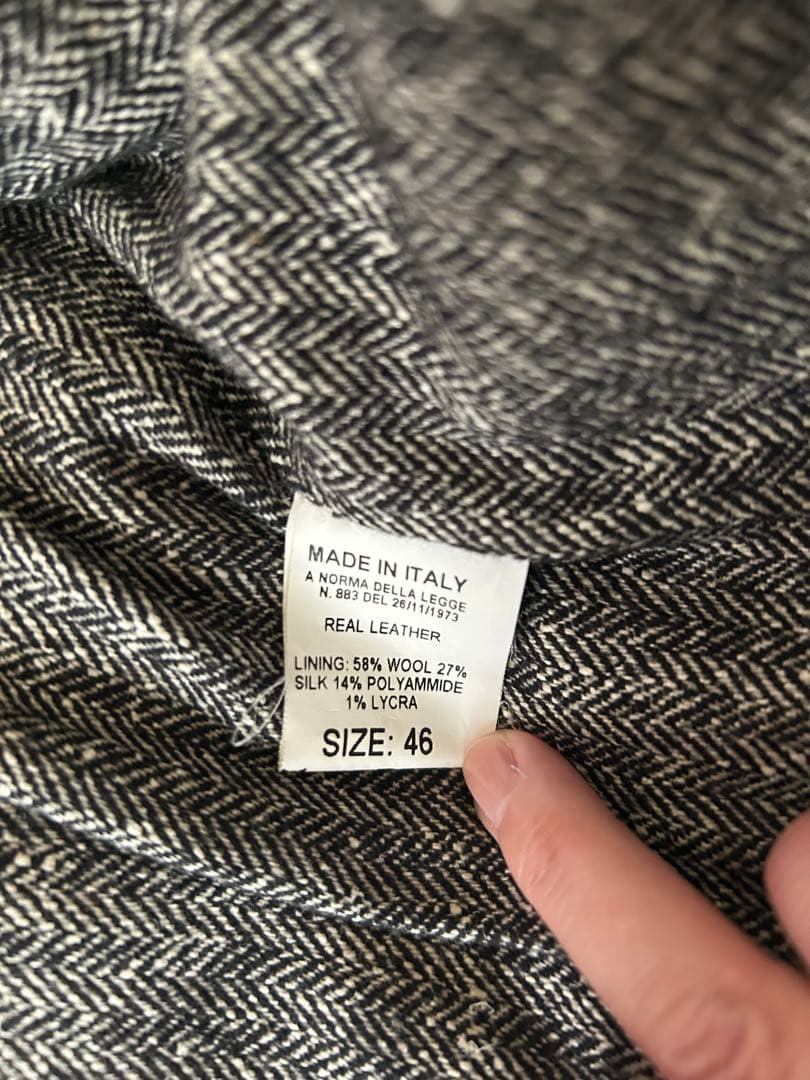 MADE IN ITALY
A NORMA DELLA LEGGE
N. 883 DEL 26/11/1973
REAL LEATHER
LINING: 58% WOOL 27%
SILK 14% POLYAMMIDE
1% LYCRA
SIZE: 46